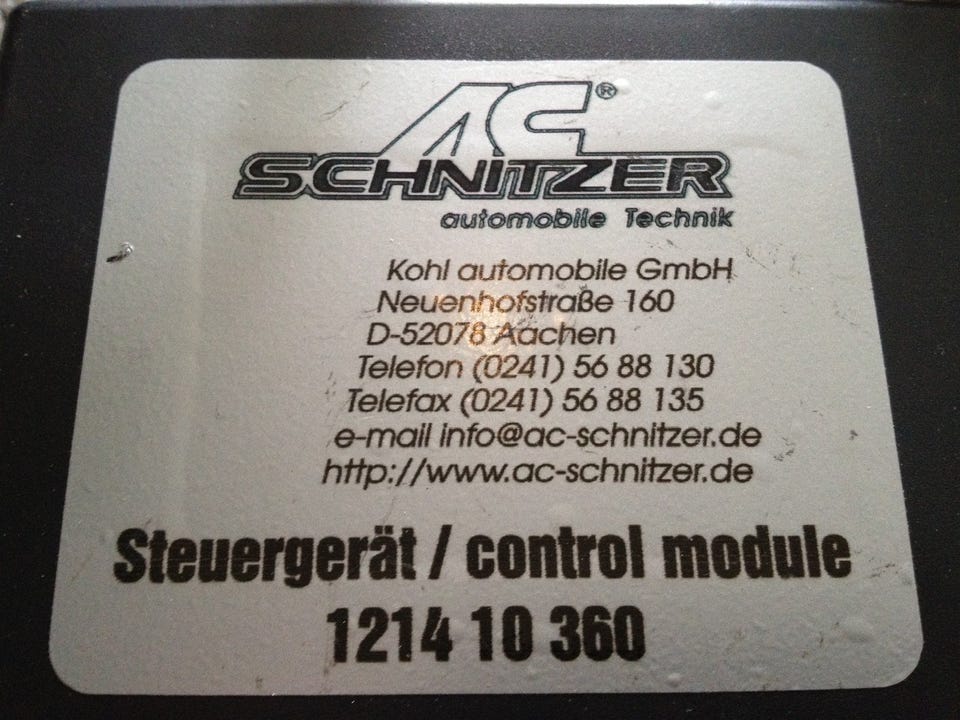 AC®
SCHNITZER
automobile Technik
Kohl automobile GmbH
Neuenhofstraße 160
D-52078 Aachen
Telefon (0241) 56 88 130
Telefax (0241) 56 88 135
e-mail info@ac-schnitzer.de
http://www.ac-schnitzer.de
Steuergerät / control module
1214 10 360